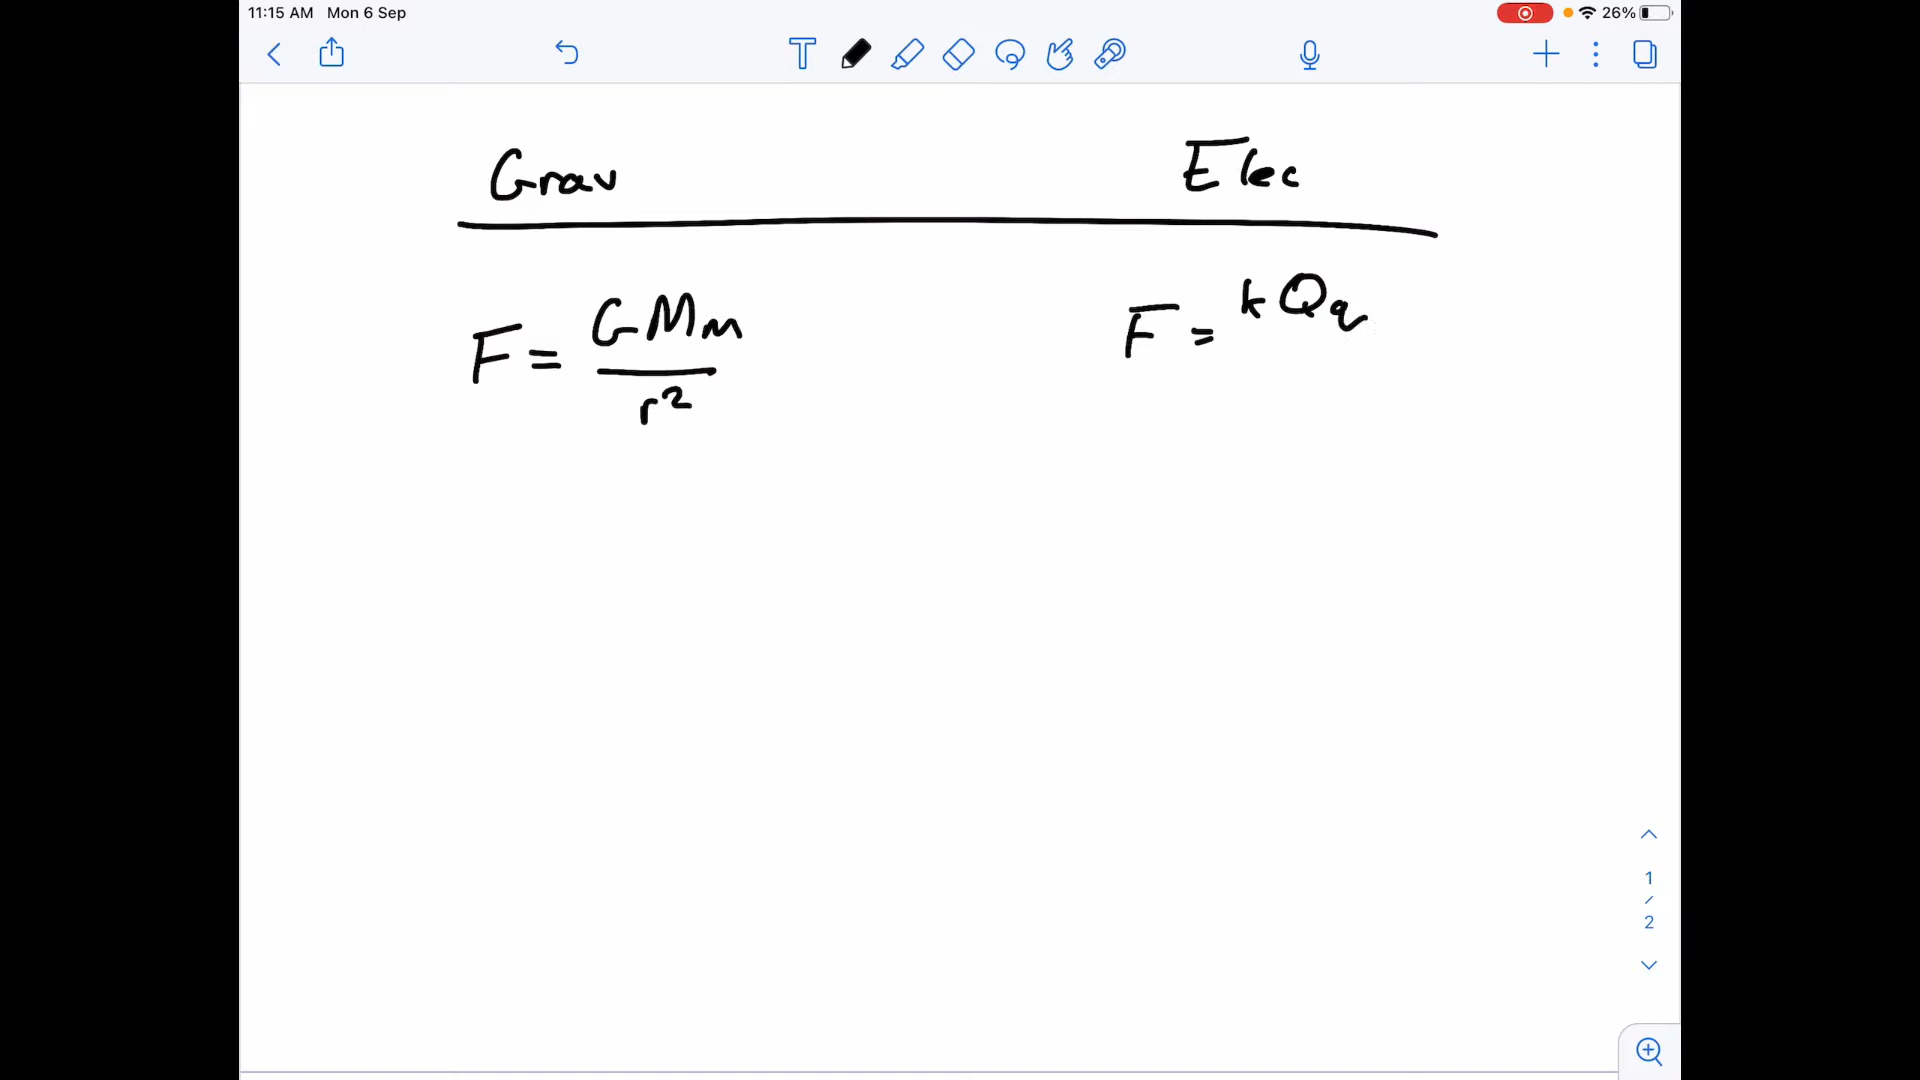 11:15 AM Mon 6 Sep 26%
Grav Elec
F = GMm / r² F = kQq
1
/
2